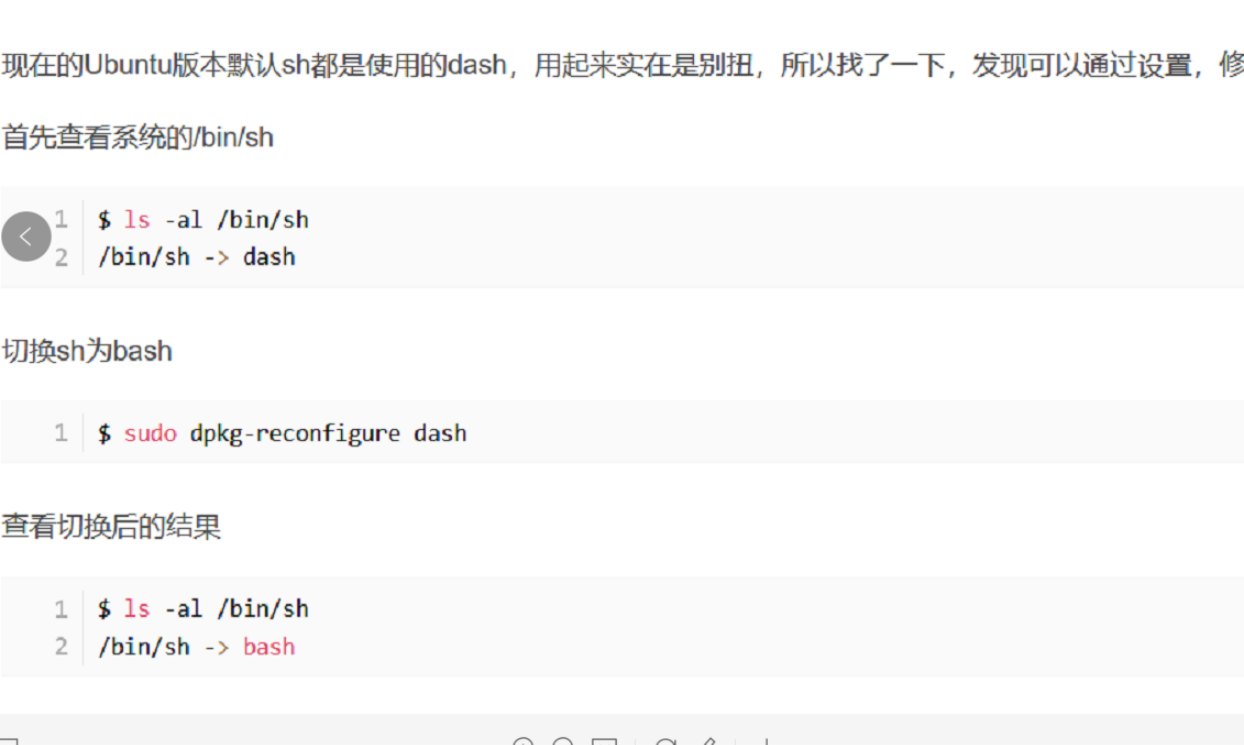 现在的Ubuntu版本默认sh都是使用的dash，用起来实在是别扭，所以找了一下，发现可以通过设置，修
首先查看系统的/bin/sh
1 $ ls -al /bin/sh
2 /bin/sh -> dash
切换sh为bash
1 $ sudo dpkg-reconfigure dash
查看切换后的结果
1 $ ls -al /bin/sh
2 /bin/sh -> bash